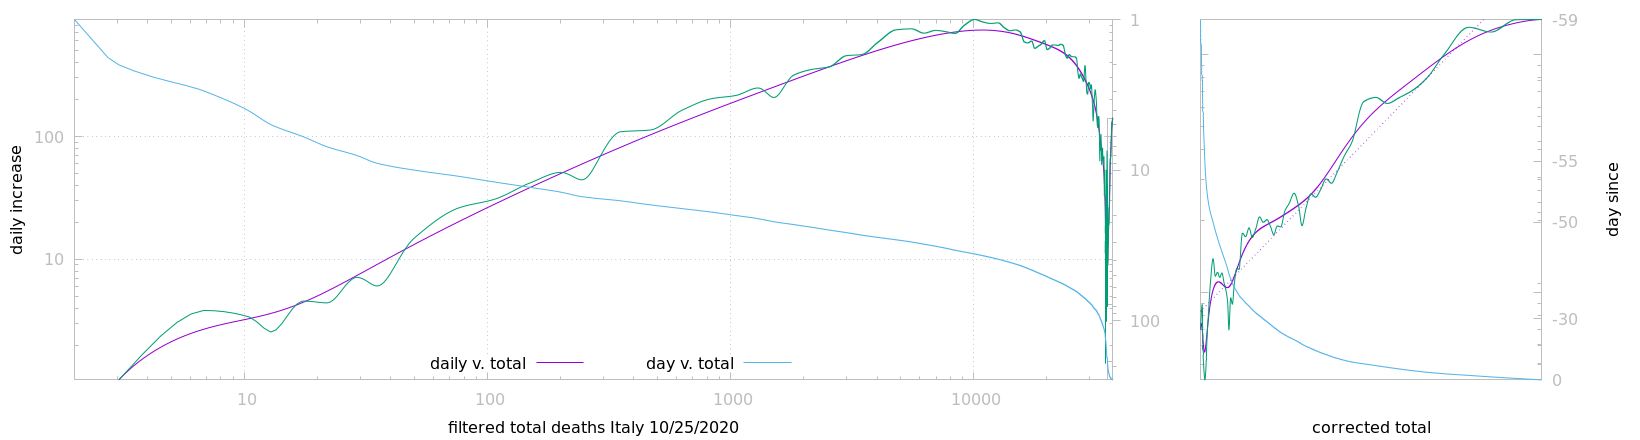 daily increase
100
10
daily v. total
day v. total
10
100
1000
10000
1
10
100
filtered total deaths Italy 10/25/2020
-59
-55
-50
-30
0
day since
corrected total